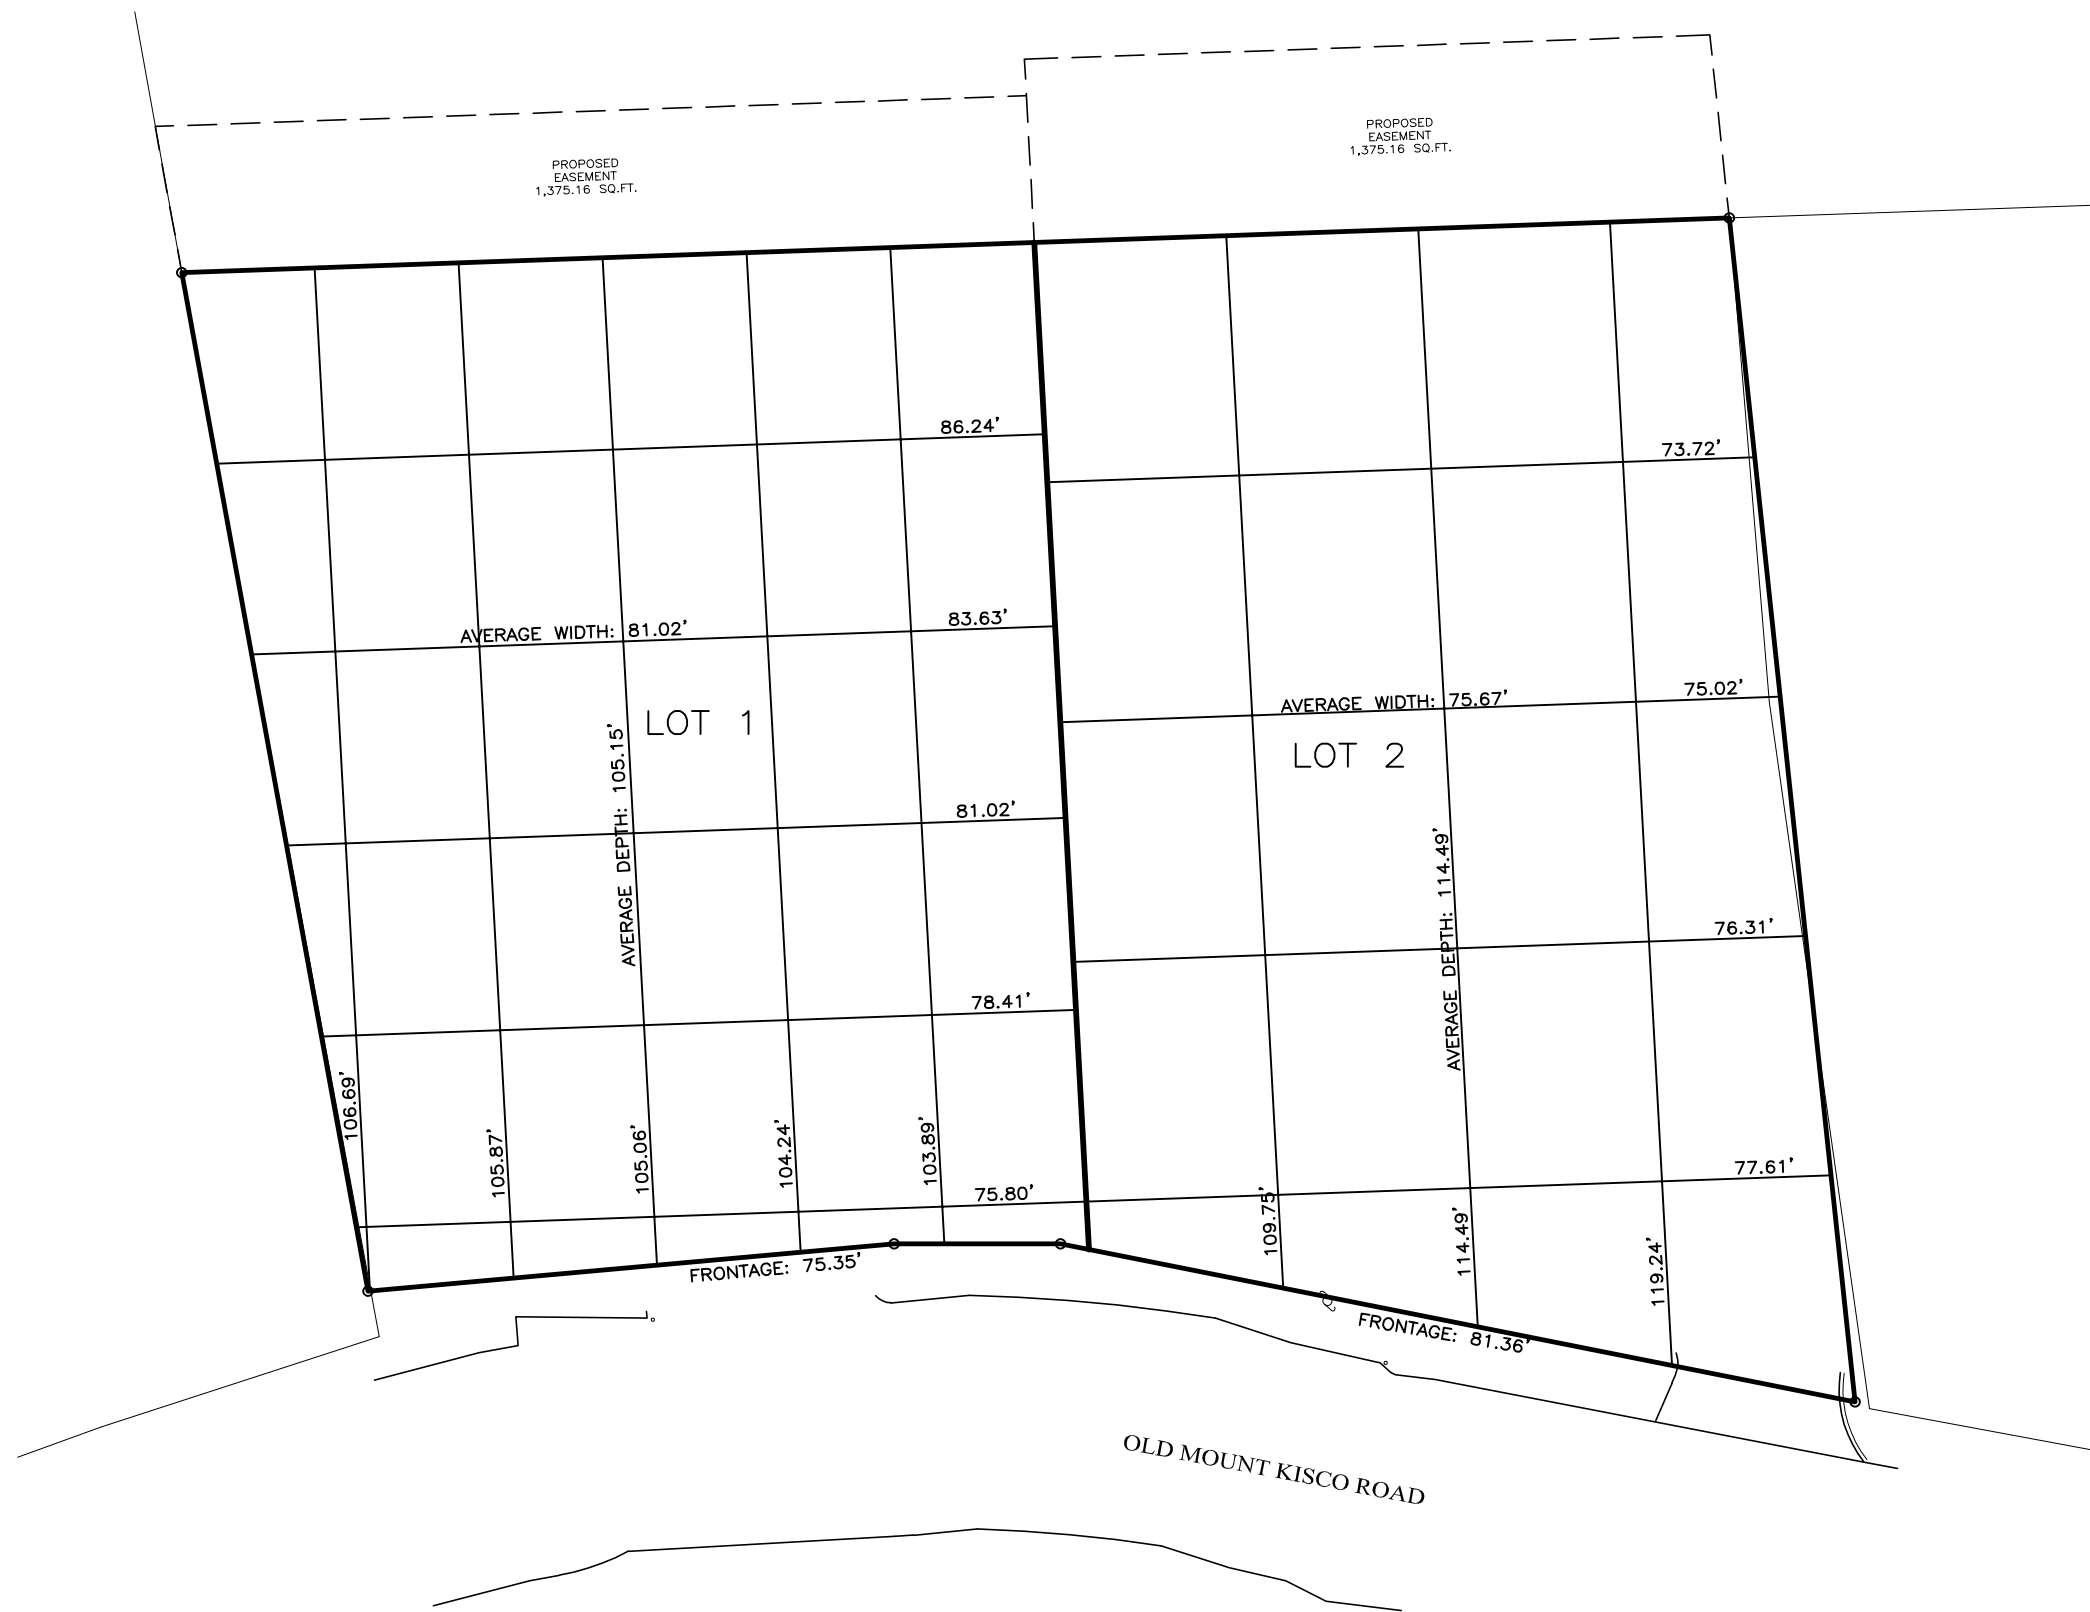 PROPOSED
EASEMENT
1,375.16 SQ.FT.
PROPOSED
EASEMENT
1,375.16 SQ.FT.
86.24'
73.72'
83.63'
AVERAGE WIDTH: 81.02'
75.02'
AVERAGE WIDTH: 75.67'
LOT 1
LOT 2
AVERAGE DEPTH: 105.15'
81.02'
AVERAGE DEPTH: 114.49'
76.31'
78.41'
106.69'
105.87'
105.06'
104.24'
103.89'
75.80'
77.61'
109.75'
114.49'
119.24'
FRONTAGE: 75.35'
FRONTAGE: 81.36'
OLD MOUNT KISCO ROAD